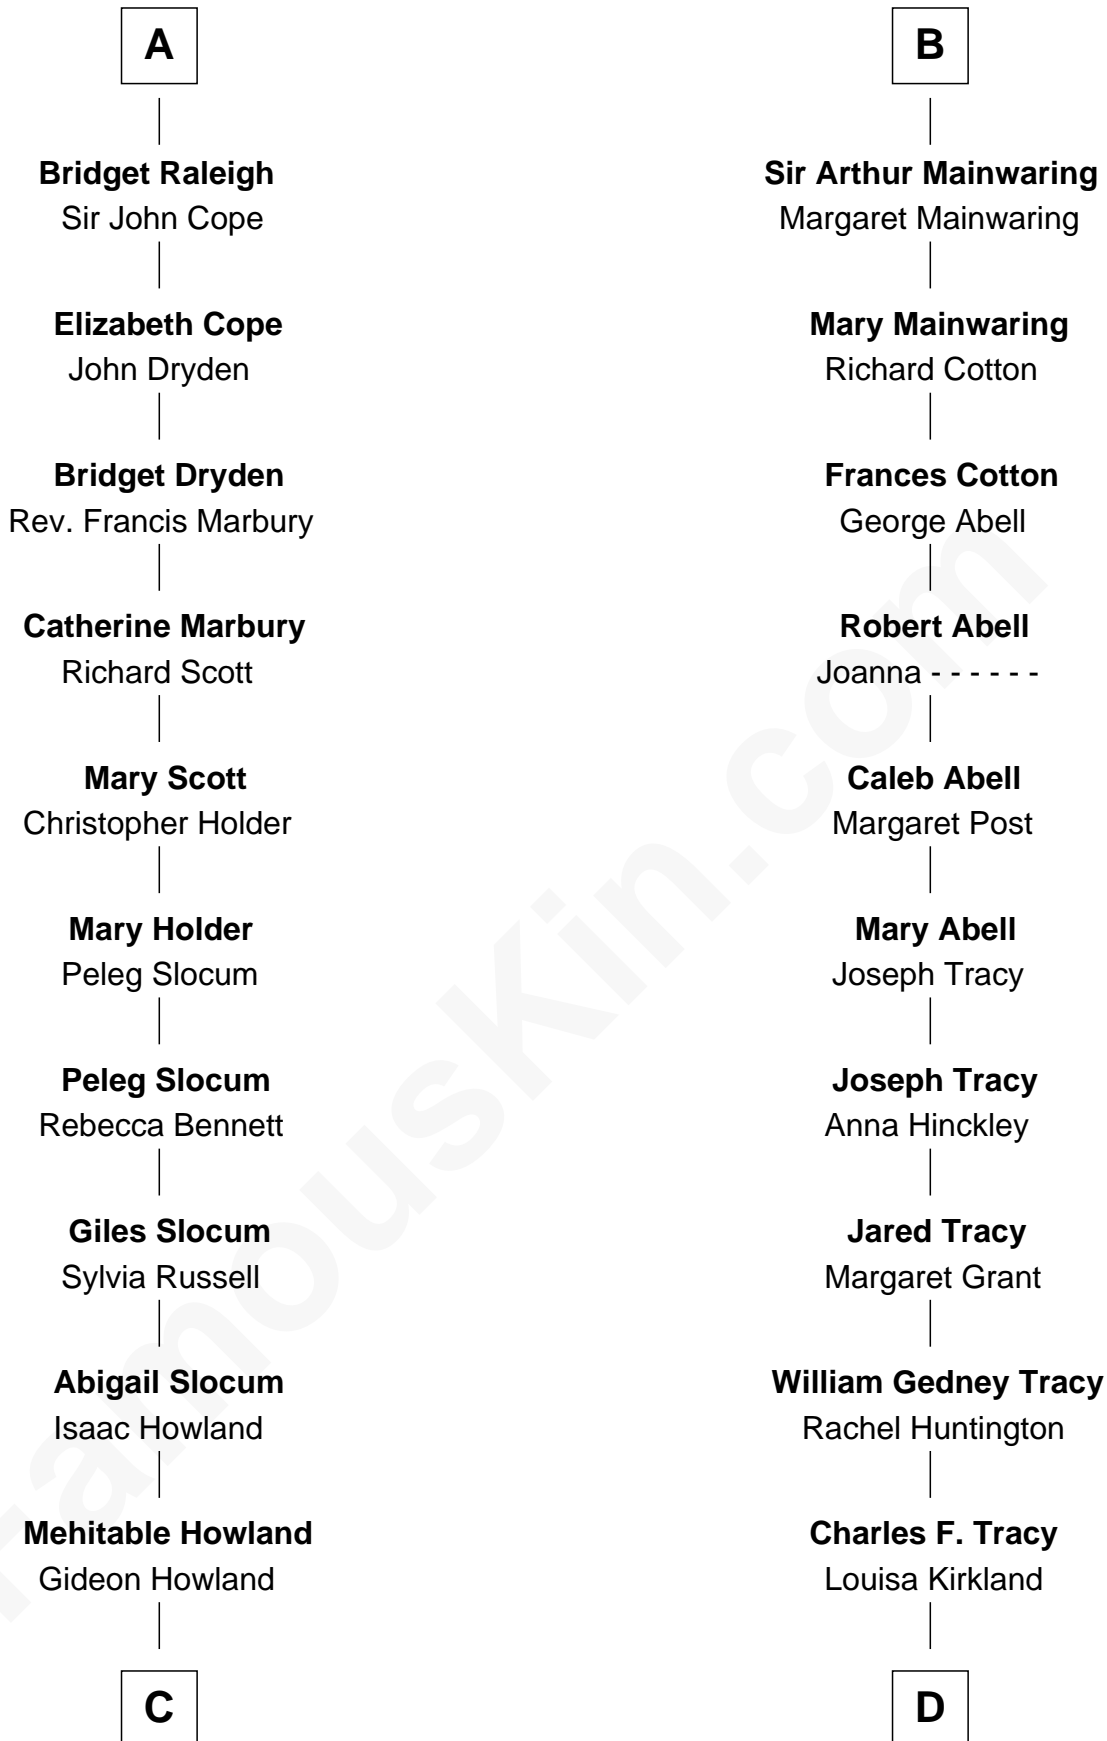 A
Bridget Raleigh
Sir John Cope
Elizabeth Cope
John Dryden
Bridget Dryden
Rev. Francis Marbury
Catherine Marbury
Richard Scott
Mary Scott
Christopher Holder
Mary Holder
Peleg Slocum
Peleg Slocum
Rebecca Bennett
Giles Slocum
Sylvia Russell
Abigail Slocum
Isaac Howland
Mehitable Howland
Gideon Howland
C
B
Sir Arthur Mainwaring
Margaret Mainwaring
Mary Mainwaring
Richard Cotton
Frances Cotton
George Abell
Robert Abell
Joanna - - - - - -
Caleb Abell
Margaret Post
Mary Abell
Joseph Tracy
Joseph Tracy
Anna Hinckley
Jared Tracy
Margaret Grant
William Gedney Tracy
Rachel Huntington
Charles F. Tracy
Louisa Kirkland
D
FamousKin.com